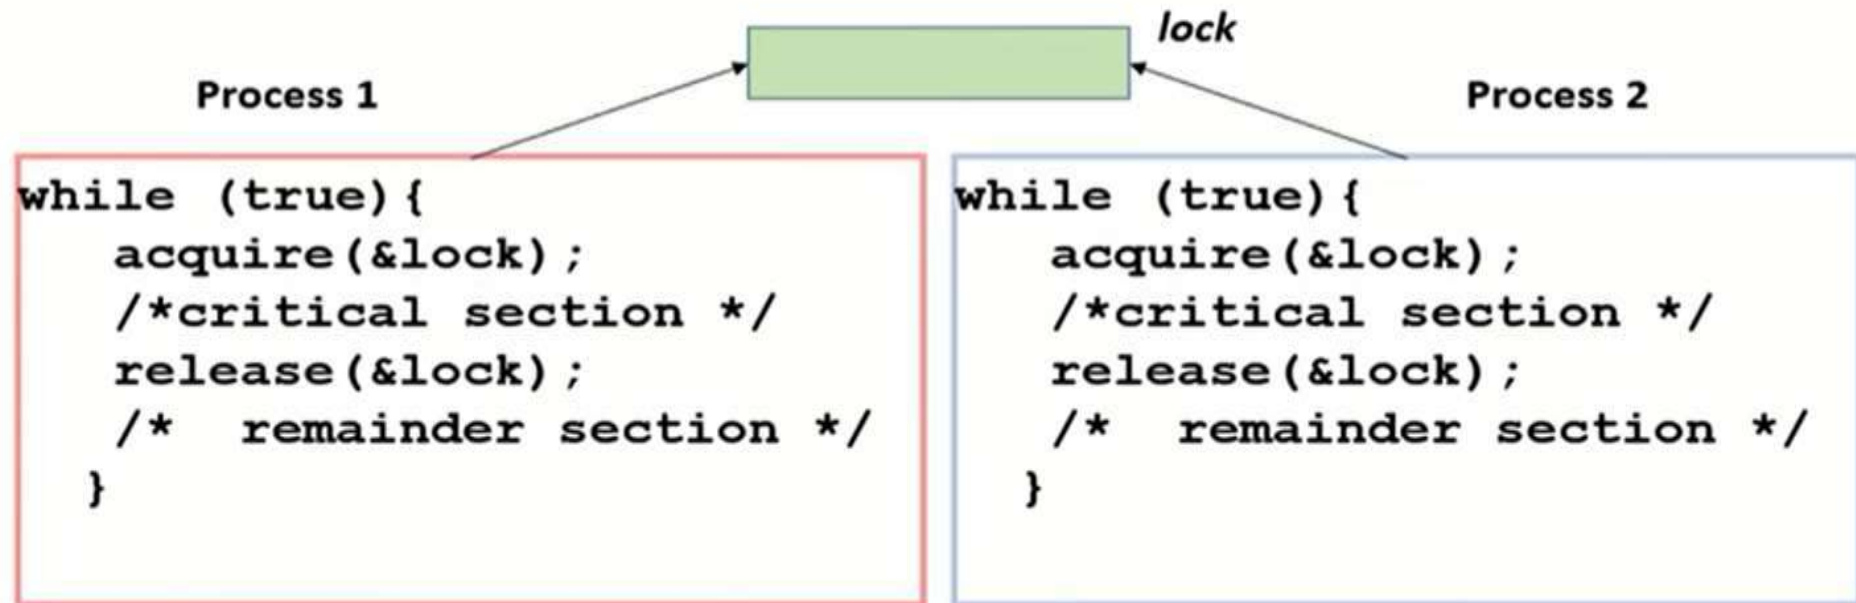 lock
Process 1
Process 2
while (true){
acquire(&lock);
/*critical section */
release(&lock);
/*  remainder section */
}
while (true){
acquire(&lock);
/*critical section */
release(&lock);
/*  remainder section */
}